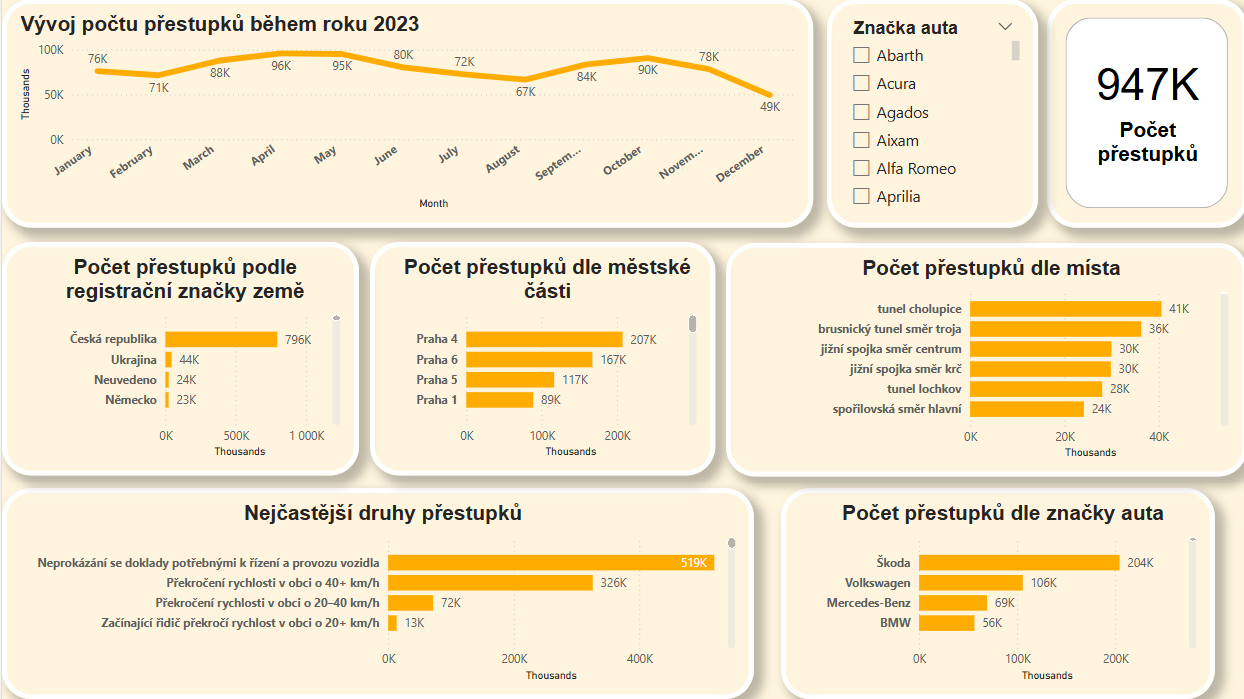 Vývoj počtu přestupků během roku 2023
100K
50K
0K
Thousands
76K
71K
88K
96K
95K
80K
72K
67K
84K
90K
78K
49K
January
February
March
April
May
June
July
August
Septem...
October
Novem...
December
Month
Značka auta
Abarth
Acura
Agados
Aixam
Alfa Romeo
Aprilia
947K
Počet
přestupků
Počet přestupků podle
registrační značky země
Česká republika 796K
Ukrajina 44K
Neuvedeno 24K
Německo 23K
0K 500K 1 000K
Thousands
Počet přestupků dle městské
části
Praha 4 207K
Praha 6 167K
Praha 5 117K
Praha 1 89K
0K 100K 200K
Thousands
Počet přestupků dle místa
tunel cholupice 41K
brusnický tunel směr troja 36K
jižní spojka směr centrum 30K
jižní spojka směr krč 30K
tunel lochkov 28K
spořilovská směr hlavní 24K
0K 20K 40K
Thousands
Nejčastější druhy přestupků
Neprokázání se doklady potřebnými k řízení a provozu vozidla 519K
Překročení rychlosti v obci o 40+ km/h 326K
Překročení rychlosti v obci o 20–40 km/h 72K
Začínající řidič překročí rychlost v obci o 20+ km/h 13K
0K 200K 400K
Thousands
Počet přestupků dle značky auta
Škoda 204K
Volkswagen 106K
Mercedes-Benz 69K
BMW 56K
0K 100K 200K
Thousands